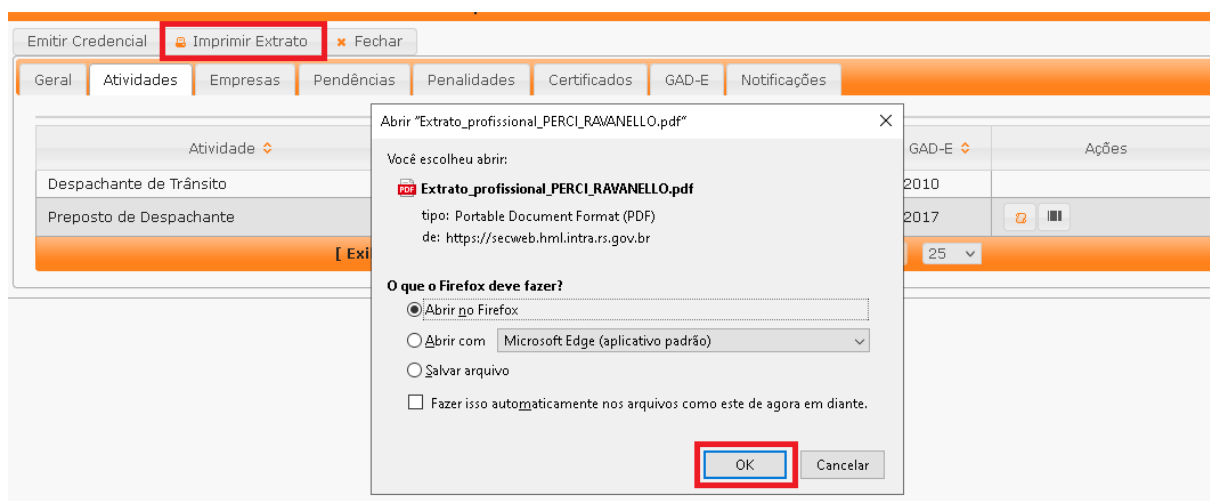 Emitir Credencial Imprimir Extrato Fechar
Geral Atividades Empresas Pendências Penalidades Certificados GAD-E Notificações
Abrir "Extrato_profissional_PERCI_RAVANELLO.pdf"
Atividade GAD-E Ações
Você escolheu abrir:
Despachante de Trânsito 2010
PDF Extrato_profissional_PERCI_RAVANELLO.pdf
Preposto de Despachante 2017
tipo: Portable Document Format (PDF)
de: https://secweb.hml.intra.rs.gov.br
[ Exi 25
O que o Firefox deve fazer?
Abrir no Firefox
Abrir com Microsoft Edge (aplicativo padrão)
Salvar arquivo
Fazer isso automaticamente nos arquivos como este de agora em diante.
OK Cancelar